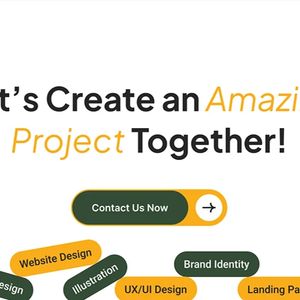 t's Create an Amazi
Project Together!
Contact Us Now
Website Design
Brand Identity
Illustration
esign
UX/UI Design
Landing Pa